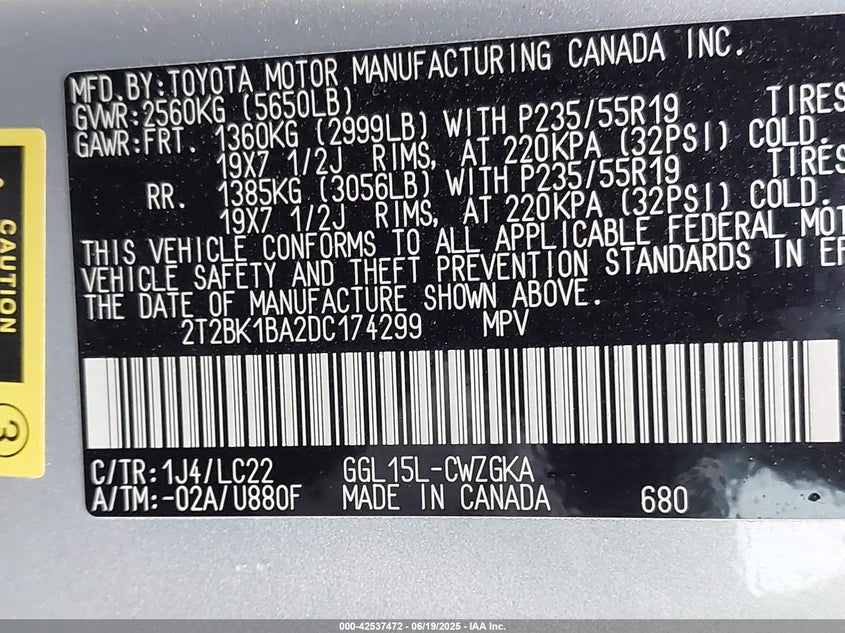 MFD.BY:TOYOTA MOTOR MANUFACTURING CANADA INC.
GVWR:2560KG (5650LB)
GAWR:FRT. 1360KG (2999LB) WITH P235/55R19 TIRES
19X7 1/2J RIMS, AT 220KPA (32PSI) COLD.
RR. 1385KG (3056LB) WITH P235/55R19 TIRES
19X7 1/2J RIMS, AT 220KPA (32PSI) COLD.
THIS VEHICLE CONFORMS TO ALL APPLICABLE FEDERAL MOT
VEHICLE SAFETY AND THEFT PREVENTION STANDARDS IN EF
THE DATE OF MANUFACTURE SHOWN ABOVE.
2T2BK1BA2DC174299 MPV
C/TR:1J4/LC22 GGL15L-CWZGKA
A/TM:-02A/U880F MADE IN CANADA 680
CAUTION
3
000-42537472 - 06/19/2025 - IAA Inc.